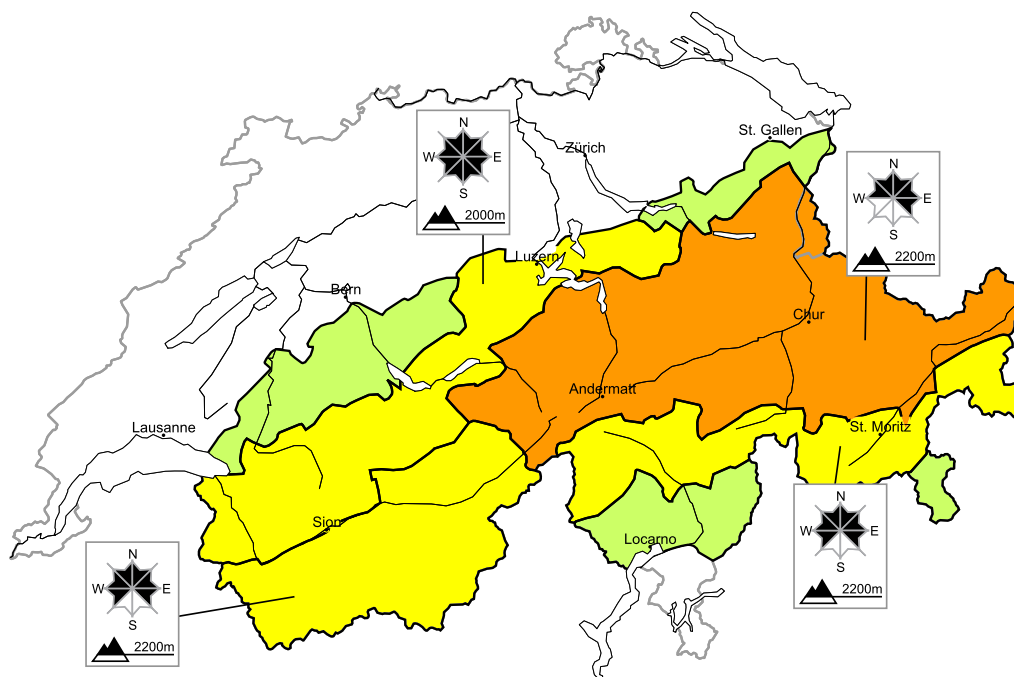 N
W E
S
2000m
St. Gallen
Zürich
N
W E
S
2200m
Luzern
Bern
Chur
Andermatt
Lausanne
St. Moritz
N
W E
S
2200m
Sion
Locarno
N
W E
S
2200m